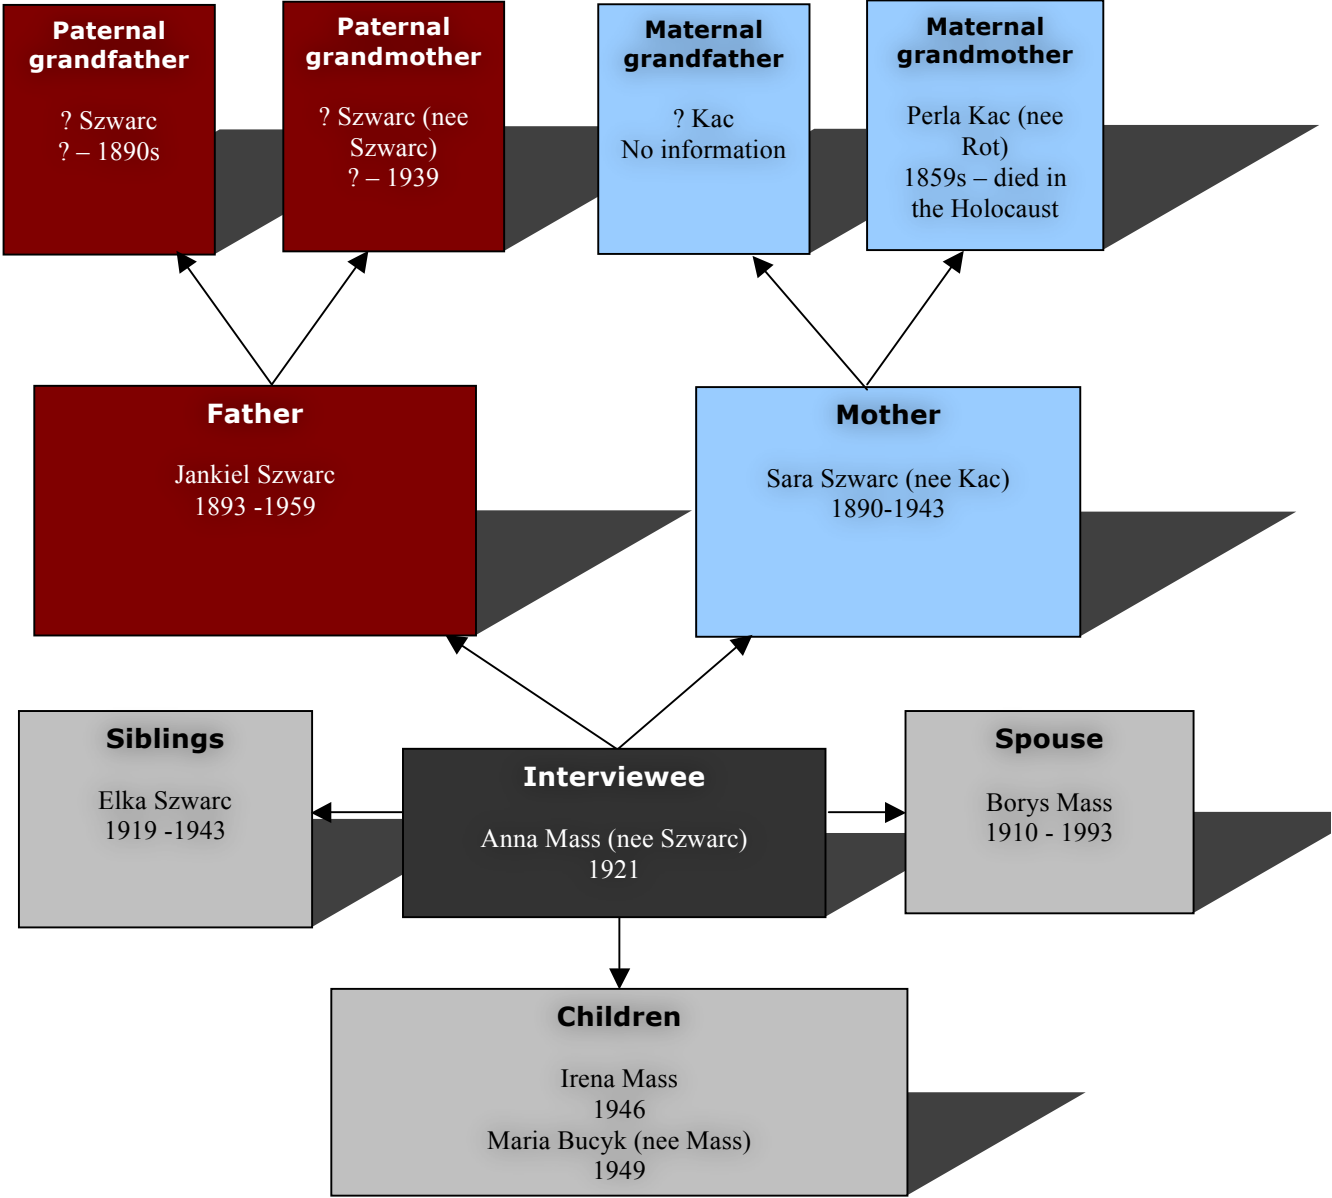 Paternal
grandfather
? Szwarc
? – 1890s
Paternal
grandmother
? Szwarc (nee
Szwarc)
? – 1939
Maternal
grandfather
? Kac
No information
Maternal
grandmother
Perla Kac (nee
Rot)
1859s – died in
the Holocaust
Father
Jankiel Szwarc
1893 -1959
Mother
Sara Szwarc (nee Kac)
1890-1943
Siblings
Elka Szwarc
1919 -1943
Interviewee
Anna Mass (nee Szwarc)
1921
Spouse
Borys Mass
1910 - 1993
Children
Irena Mass
1946
Maria Bucyk (nee Mass)
1949